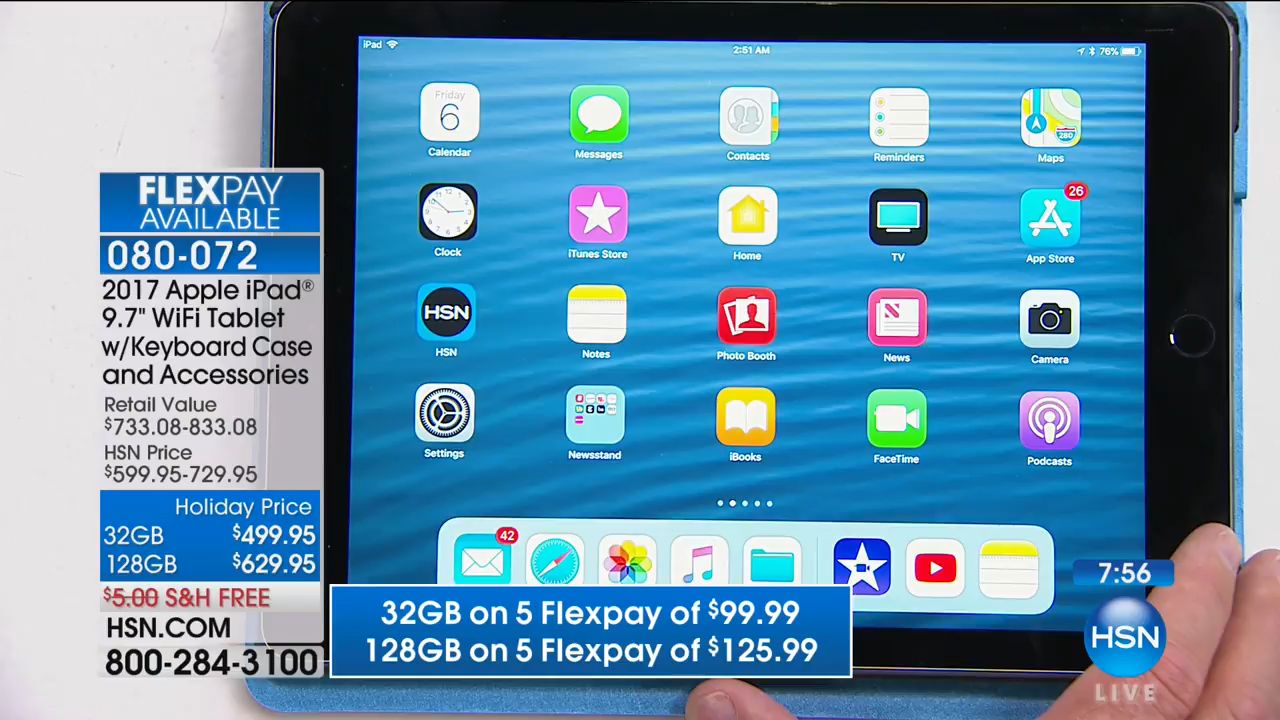 iPad
2:51 AM
76%
Friday
6
Calendar
Messages
Contacts
Reminders
280
Maps
Clock
iTunes Store
Home
TV
26
App Store
HSN
HSN
Notes
Photo Booth
News
Camera
Settings
Newsstand
iBooks
FaceTime
Podcasts
42
FLEXPAY
AVAILABLE
080-072
2017 Apple iPad®
9.7" WiFi Tablet
w/Keyboard Case
and Accessories
Retail Value
$733.08-833.08
HSN Price
$599.95-729.95
Holiday Price
32GB $499.95
128GB $629.95
$5.00 S&H FREE
HSN.COM
800-284-3100
32GB on 5 Flexpay of $99.99
128GB on 5 Flexpay of $125.99
7:56
HSN
LIVE